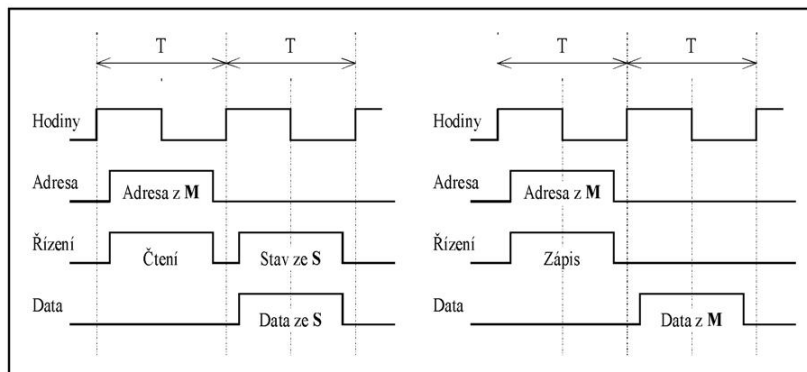 T T T T
Hodiny Hodiny
Adresa Adresa z M Adresa Adresa z M
Řízení Čtení Stav ze S Řízení Zápis
Data Data ze S Data Data z M